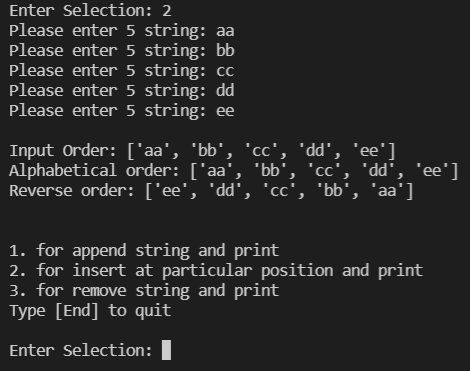 Enter Selection: 2
Please enter 5 string: aa
Please enter 5 string: bb
Please enter 5 string: cc
Please enter 5 string: dd
Please enter 5 string: ee
Input Order: ['aa', 'bb', 'cc', 'dd', 'ee']
Alphabetical order: ['aa', 'bb', 'cc', 'dd', 'ee']
Reverse order: ['ee', 'dd', 'cc', 'bb', 'aa']
1. for append string and print
2. for insert at particular position and print
3. for remove string and print
Type [End] to quit
Enter Selection: